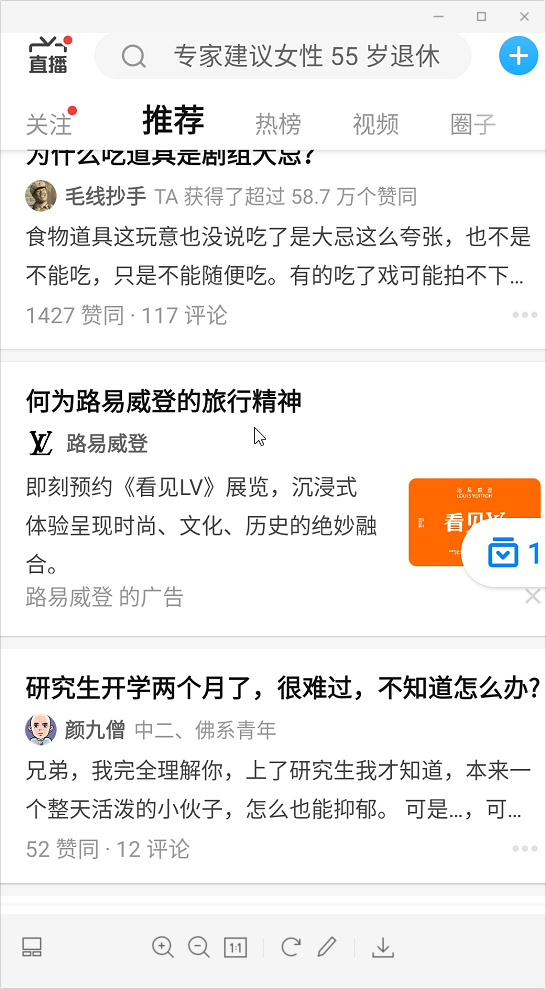 直播
专家建议女性 55 岁退休
关注
推荐
热榜
视频
圈子
为什么吃道具是剧组大忌?
毛线抄手 TA 获得了超过 58.7 万个赞同
食物道具这玩意也没说吃了是大忌这么夸张，也不是
不能吃，只是不能随便吃。有的吃了戏可能拍不下…
1427 赞同 · 117 评论
何为路易威登的旅行精神
路易威登
即刻预约《看见LV》展览，沉浸式
体验呈现时尚、文化、历史的绝妙融
合。
路易威登
LOUIS VUITTON
看见
1
路易威登 的广告
研究生开学两个月了，很难过，不知道怎么办?
颜九僧 中二、佛系青年
兄弟，我完全理解你，上了研究生我才知道，本来一
个整天活泼的小伙子，怎么也能抑郁。 可是…，可…
52 赞同 · 12 评论
1:1